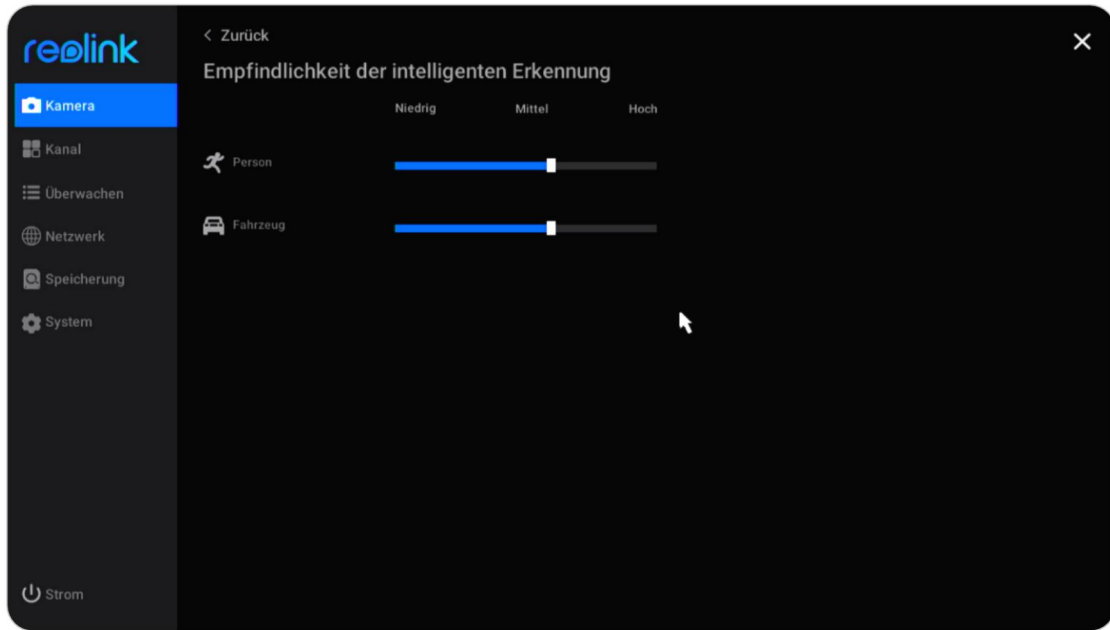 reolink
Kamera
Kanal
Überwachen
Netzwerk
Speicherung
System
Strom
Zurück
Empfindlichkeit der intelligenten Erkennung
Niedrig Mittel Hoch
Person
Fahrzeug